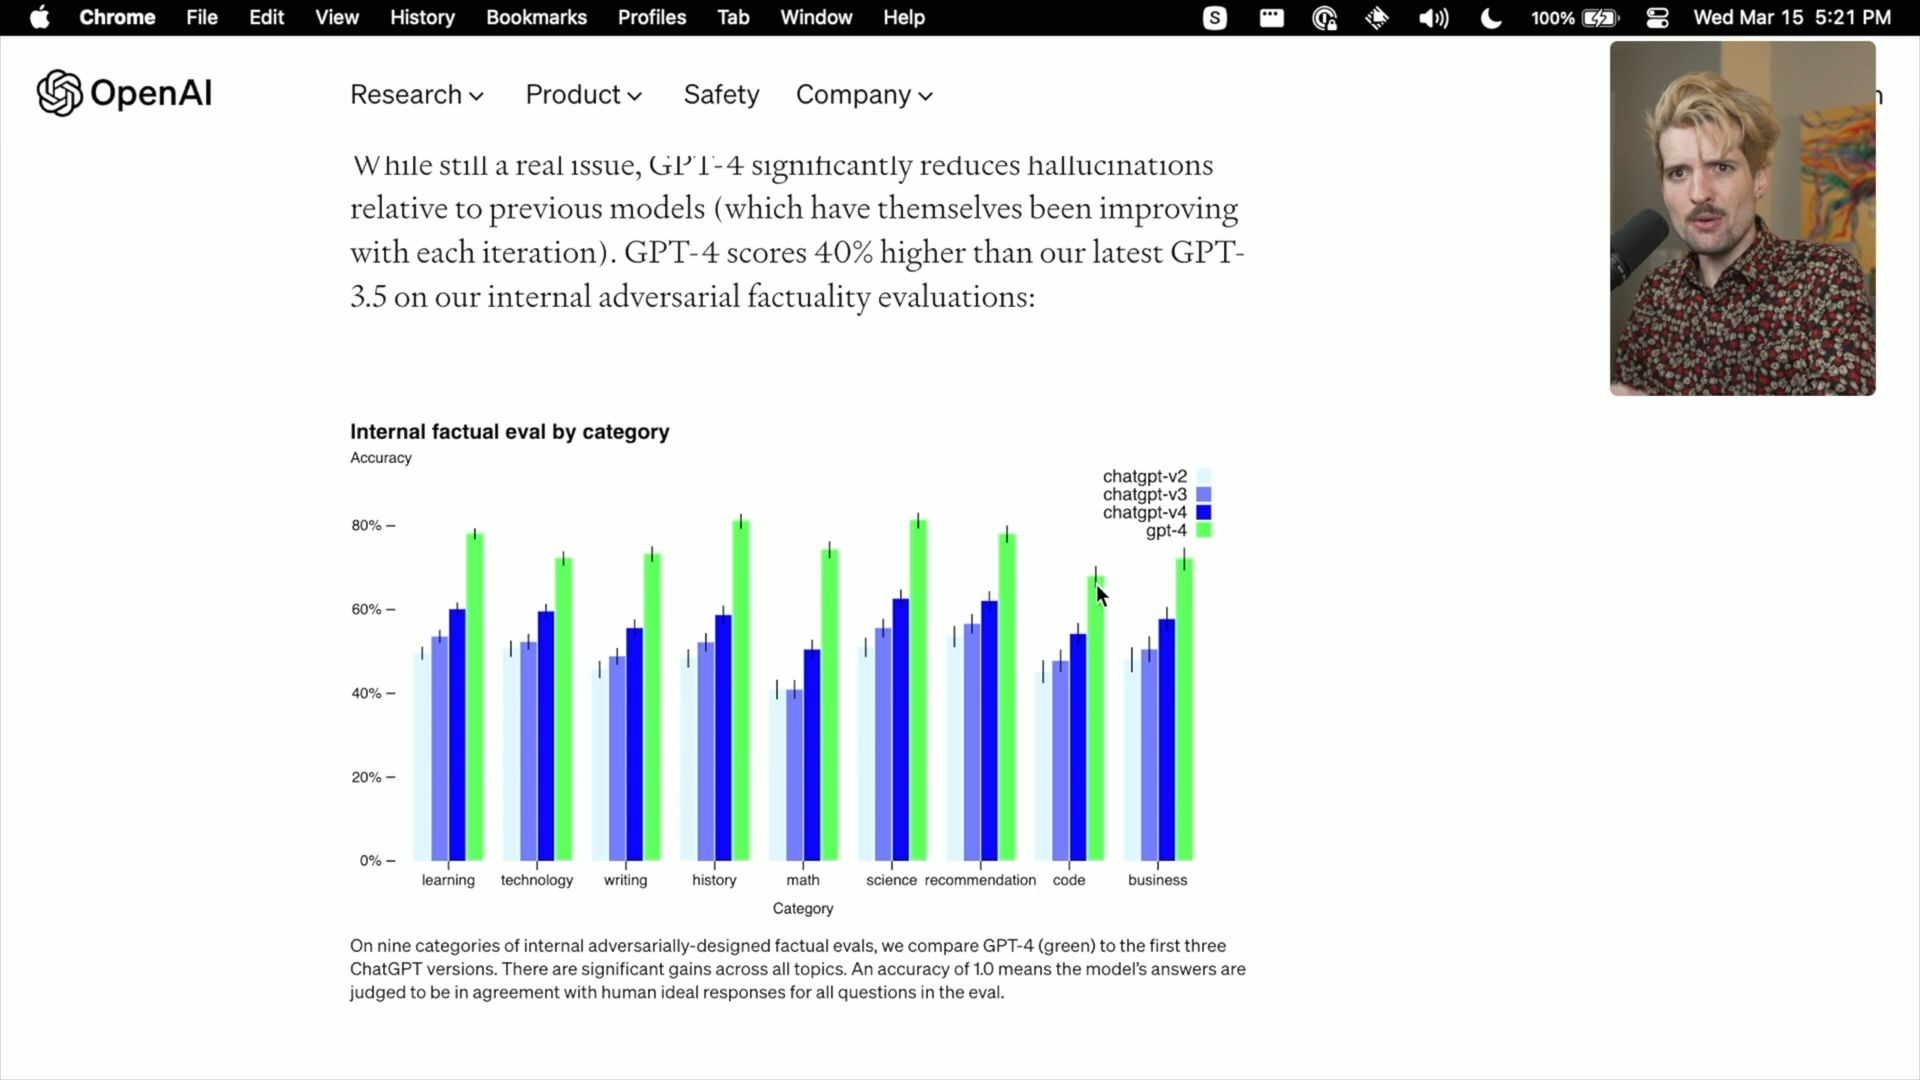 Chrome File Edit View History Bookmarks Profiles Tab Window Help
S 100% Wed Mar 15 5:21 PM
OpenAI
Research Product Safety Company
While still a real issue, GPT-4 significantly reduces hallucinations
relative to previous models (which have themselves been improving
with each iteration). GPT-4 scores 40% higher than our latest GPT-
3.5 on our internal adversarial factuality evaluations:
Internal factual eval by category
Accuracy
chatgpt-v2
chatgpt-v3
chatgpt-v4
gpt-4
80%
60%
40%
20%
0%
learning technology writing history math science recommendation code business
Category
On nine categories of internal adversarially-designed factual evals, we compare GPT-4 (green) to the first three
ChatGPT versions. There are significant gains across all topics. An accuracy of 1.0 means the model's answers are
judged to be in agreement with human ideal responses for all questions in the eval.